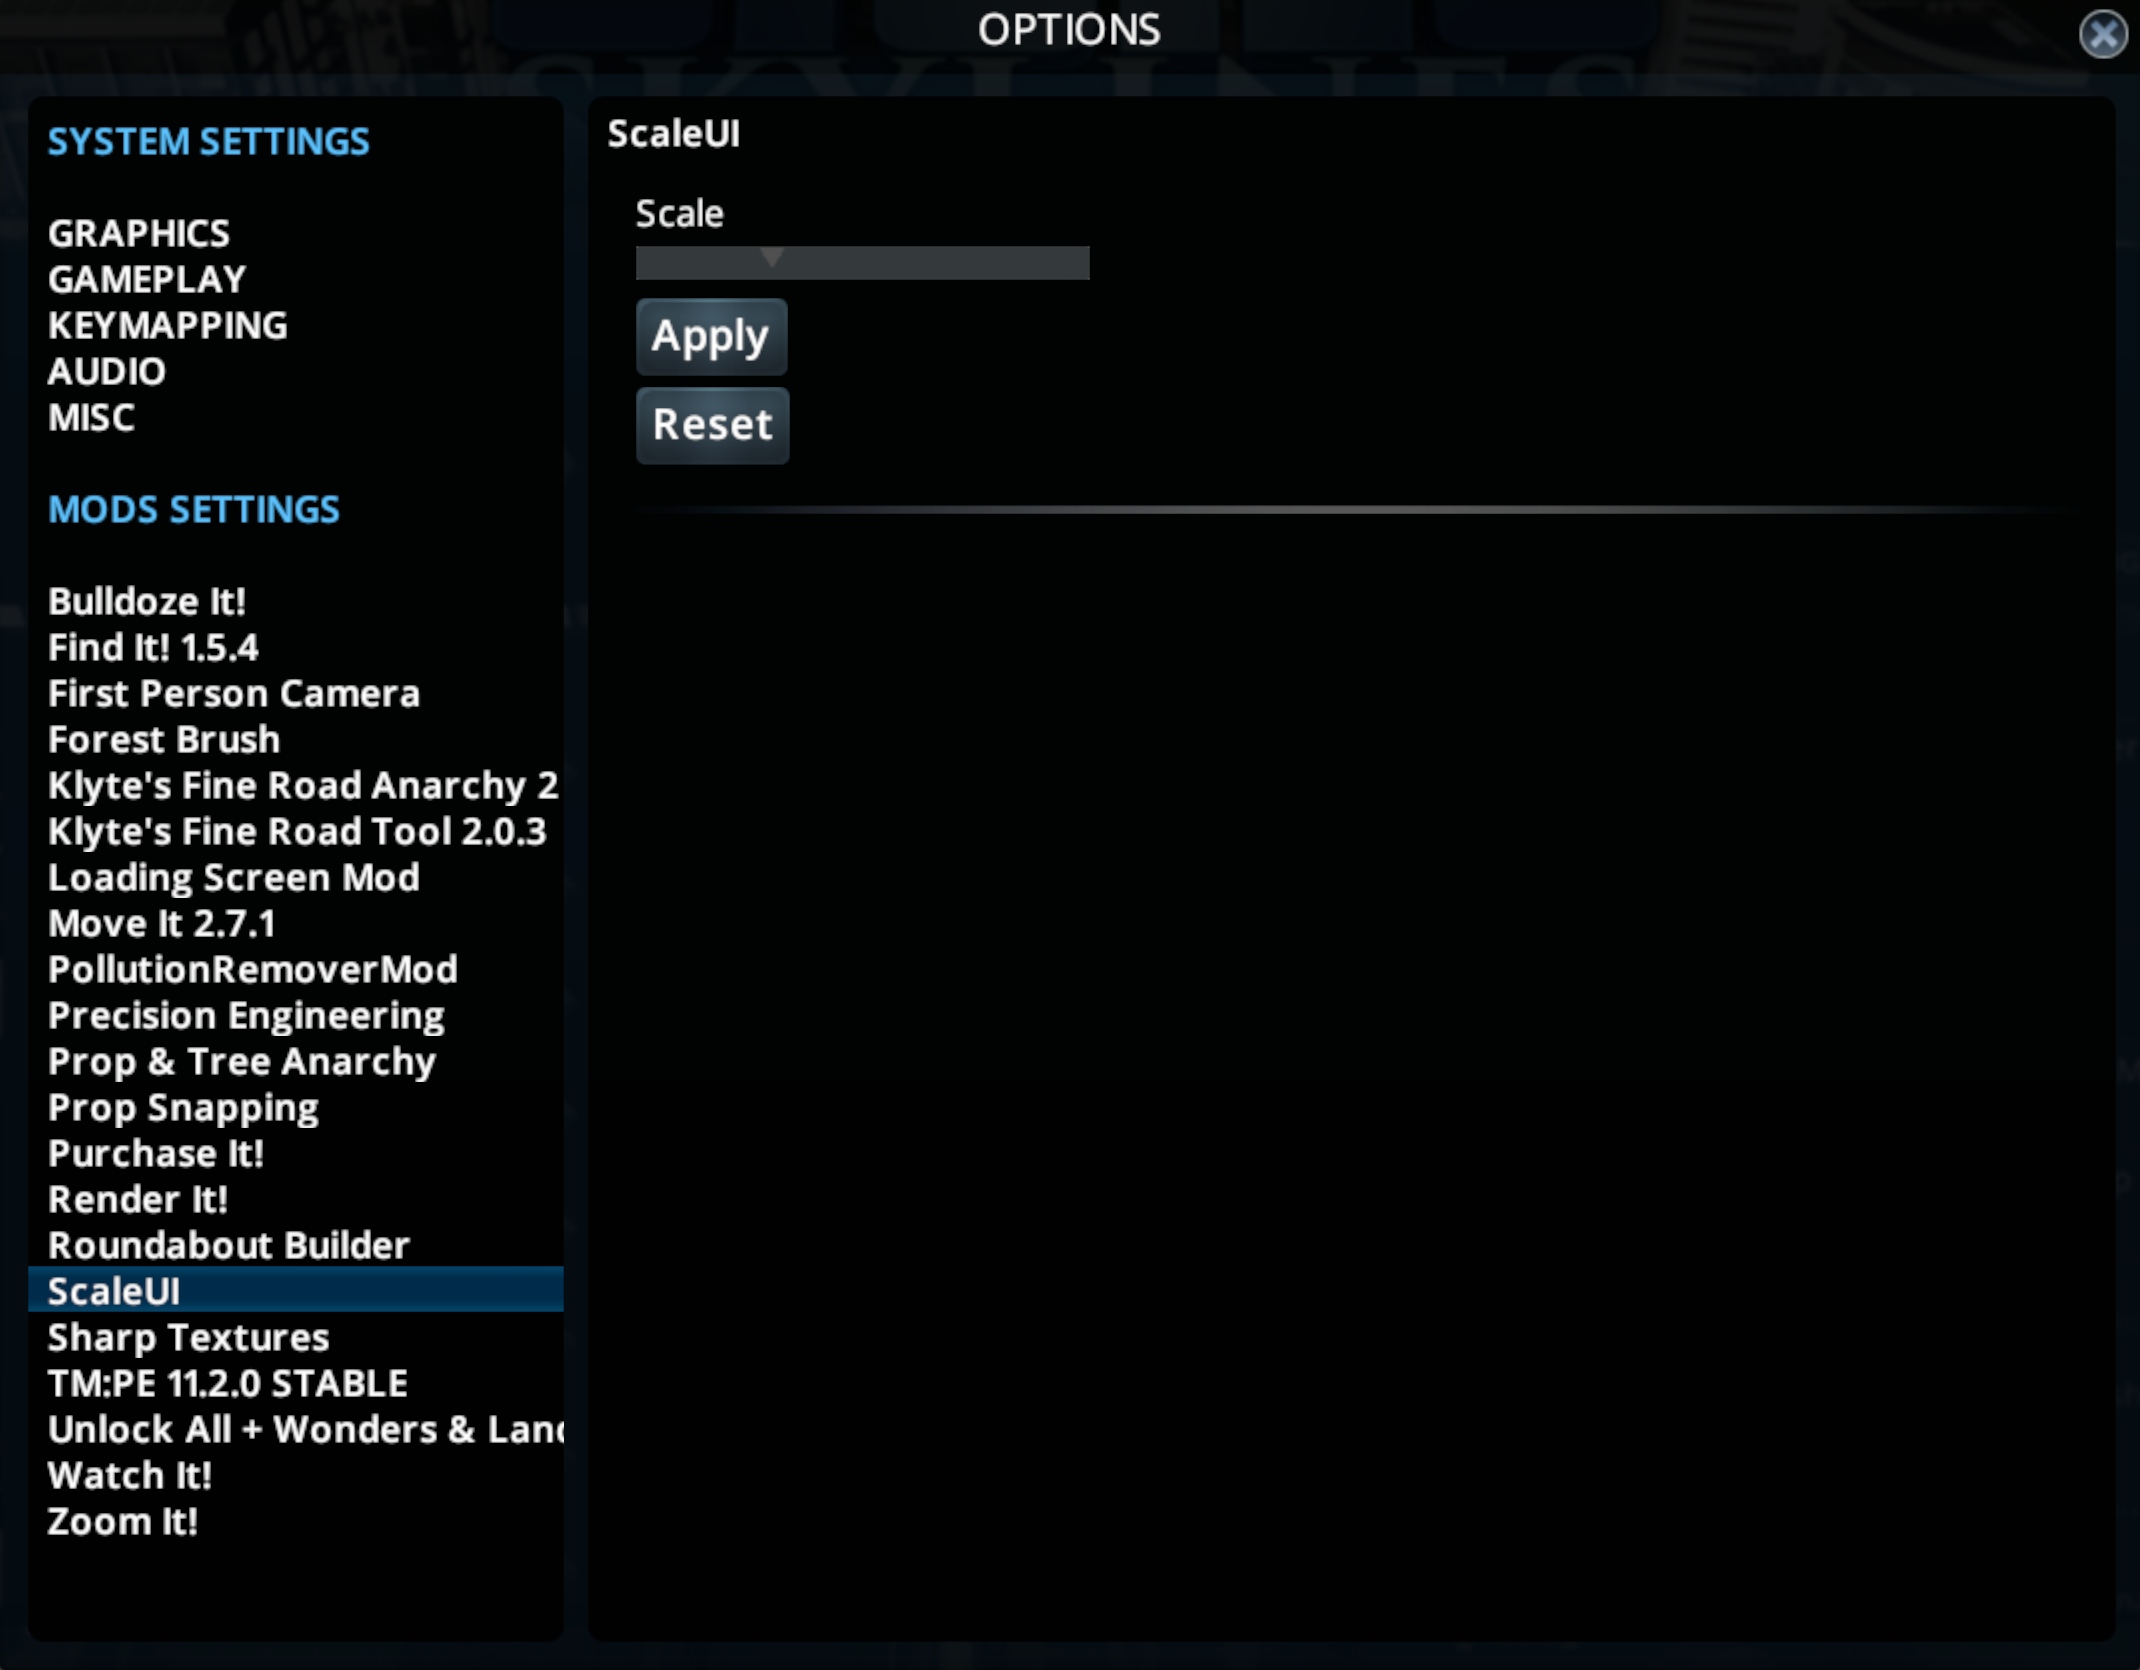 OPTIONS
SYSTEM SETTINGS
GRAPHICS
GAMEPLAY
KEYMAPPING
AUDIO
MISC
MODS SETTINGS
Bulldoze It!
Find It! 1.5.4
First Person Camera
Forest Brush
Klyte's Fine Road Anarchy 2
Klyte's Fine Road Tool 2.0.3
Loading Screen Mod
Move It 2.7.1
PollutionRemoverMod
Precision Engineering
Prop & Tree Anarchy
Prop Snapping
Purchase It!
Render It!
Roundabout Builder
ScaleUI
Sharp Textures
TM:PE 11.2.0 STABLE
Unlock All + Wonders & Land
Watch It!
Zoom It!
ScaleUI
Scale
Apply
Reset